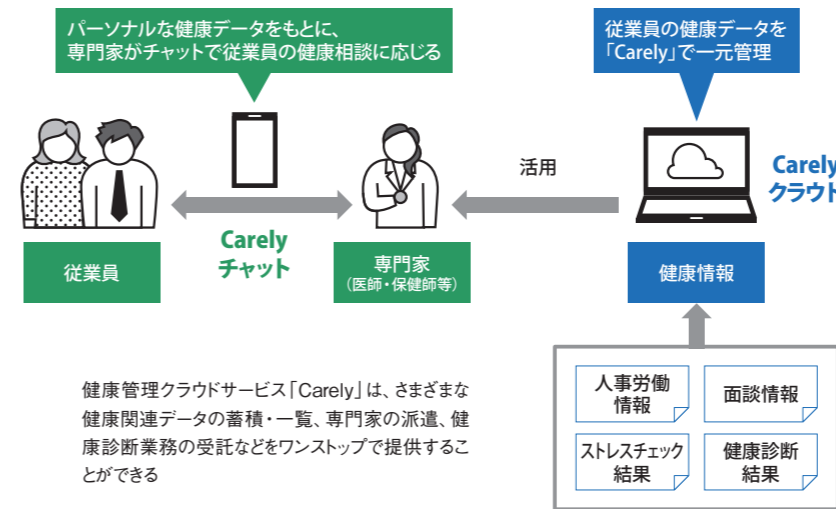 パーソナルな健康データをもとに、
専門家がチャットで従業員の健康相談に応じる
従業員の健康データを
「Carely」で一元管理
活用
Carely
クラウド
Carely
チャット
従業員
専門家
（医師・保健師等）
健康情報
健康管理クラウドサービス「Carely」は、さまざまな
健康関連データの蓄積・一覧、専門家の派遣、健
康診断業務の受託などをワンストップで提供するこ
とができる
人事労働
情報
面談情報
ストレスチェック
結果
健康診断
結果